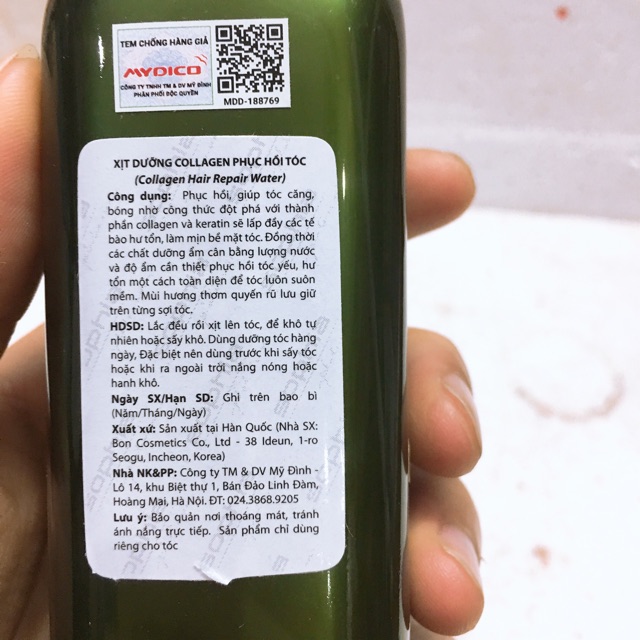 TEM CHỐNG HÀNG GIẢ
MYDICO
CÔNG TY TNHH TM & DV MỸ ĐÌNH
PHÂN PHỐI ĐỘC QUYỀN
MDD-188769
XỊT DƯỠNG COLLAGEN PHỤC HỒI TÓC
(Collagen Hair Repair Water)
Công dụng: Phục hồi, giúp tóc căng,
bóng nhờ công thức đột phá với thành
phần collagen và keratin sẽ lấp đầy các tế
bào hư tổn, làm mịn bề mặt tóc. Đồng thời
các chất dưỡng ẩm cân bằng lượng nước
và độ ẩm cần thiết phục hồi tóc yếu, hư
tổn một cách toàn diện để tóc luôn suôn
mềm. Mùi hương thơm quyến rũ lưu giữ
trên từng sợi tóc.
HDSD: Lắc đều rồi xịt lên tóc, để khô tự
nhiên hoặc sấy khô. Dùng dưỡng tóc hàng
ngày, Đặc biệt nên dùng trước khi sấy tóc
hoặc khi ra ngoài trời nắng nóng hoặc
hanh khô.
Ngày SX/Hạn SD: Ghi trên bao bì
(Năm/Tháng/Ngày)
Xuất xứ: Sản xuất tại Hàn Quốc (Nhà SX:
Bon Cosmetics Co., Ltd - 38 Ideun, 1-ro
Seogu, Incheon, Korea)
Nhà NK&PP: Công ty TM & DV Mỹ Đình -
Lô 14, khu Biệt thự 1, Bán Đảo Linh Đàm,
Hoàng Mai, Hà Nội. ĐT: 024.3868.9205
Lưu ý: Bảo quản nơi thoáng mát, tránh
ánh nắng trực tiếp. Sản phẩm chỉ dùng
riêng cho tóc